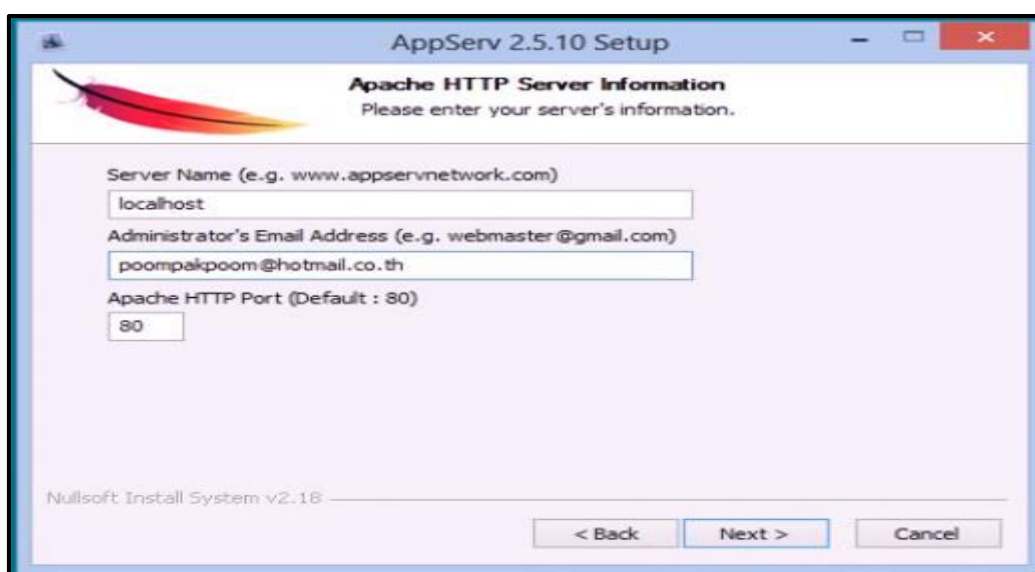 AppServ 2.5.10 Setup
Apache HTTP Server Information
Please enter your server's information.
Server Name (e.g. www.appservnetwork.com)
localhost
Administrator's Email Address (e.g. webmaster@gmail.com)
poompakpoom@hotmail.co.th
Apache HTTP Port (Default : 80)
80
Nullsoft Install System v2.18
< Back Next > Cancel